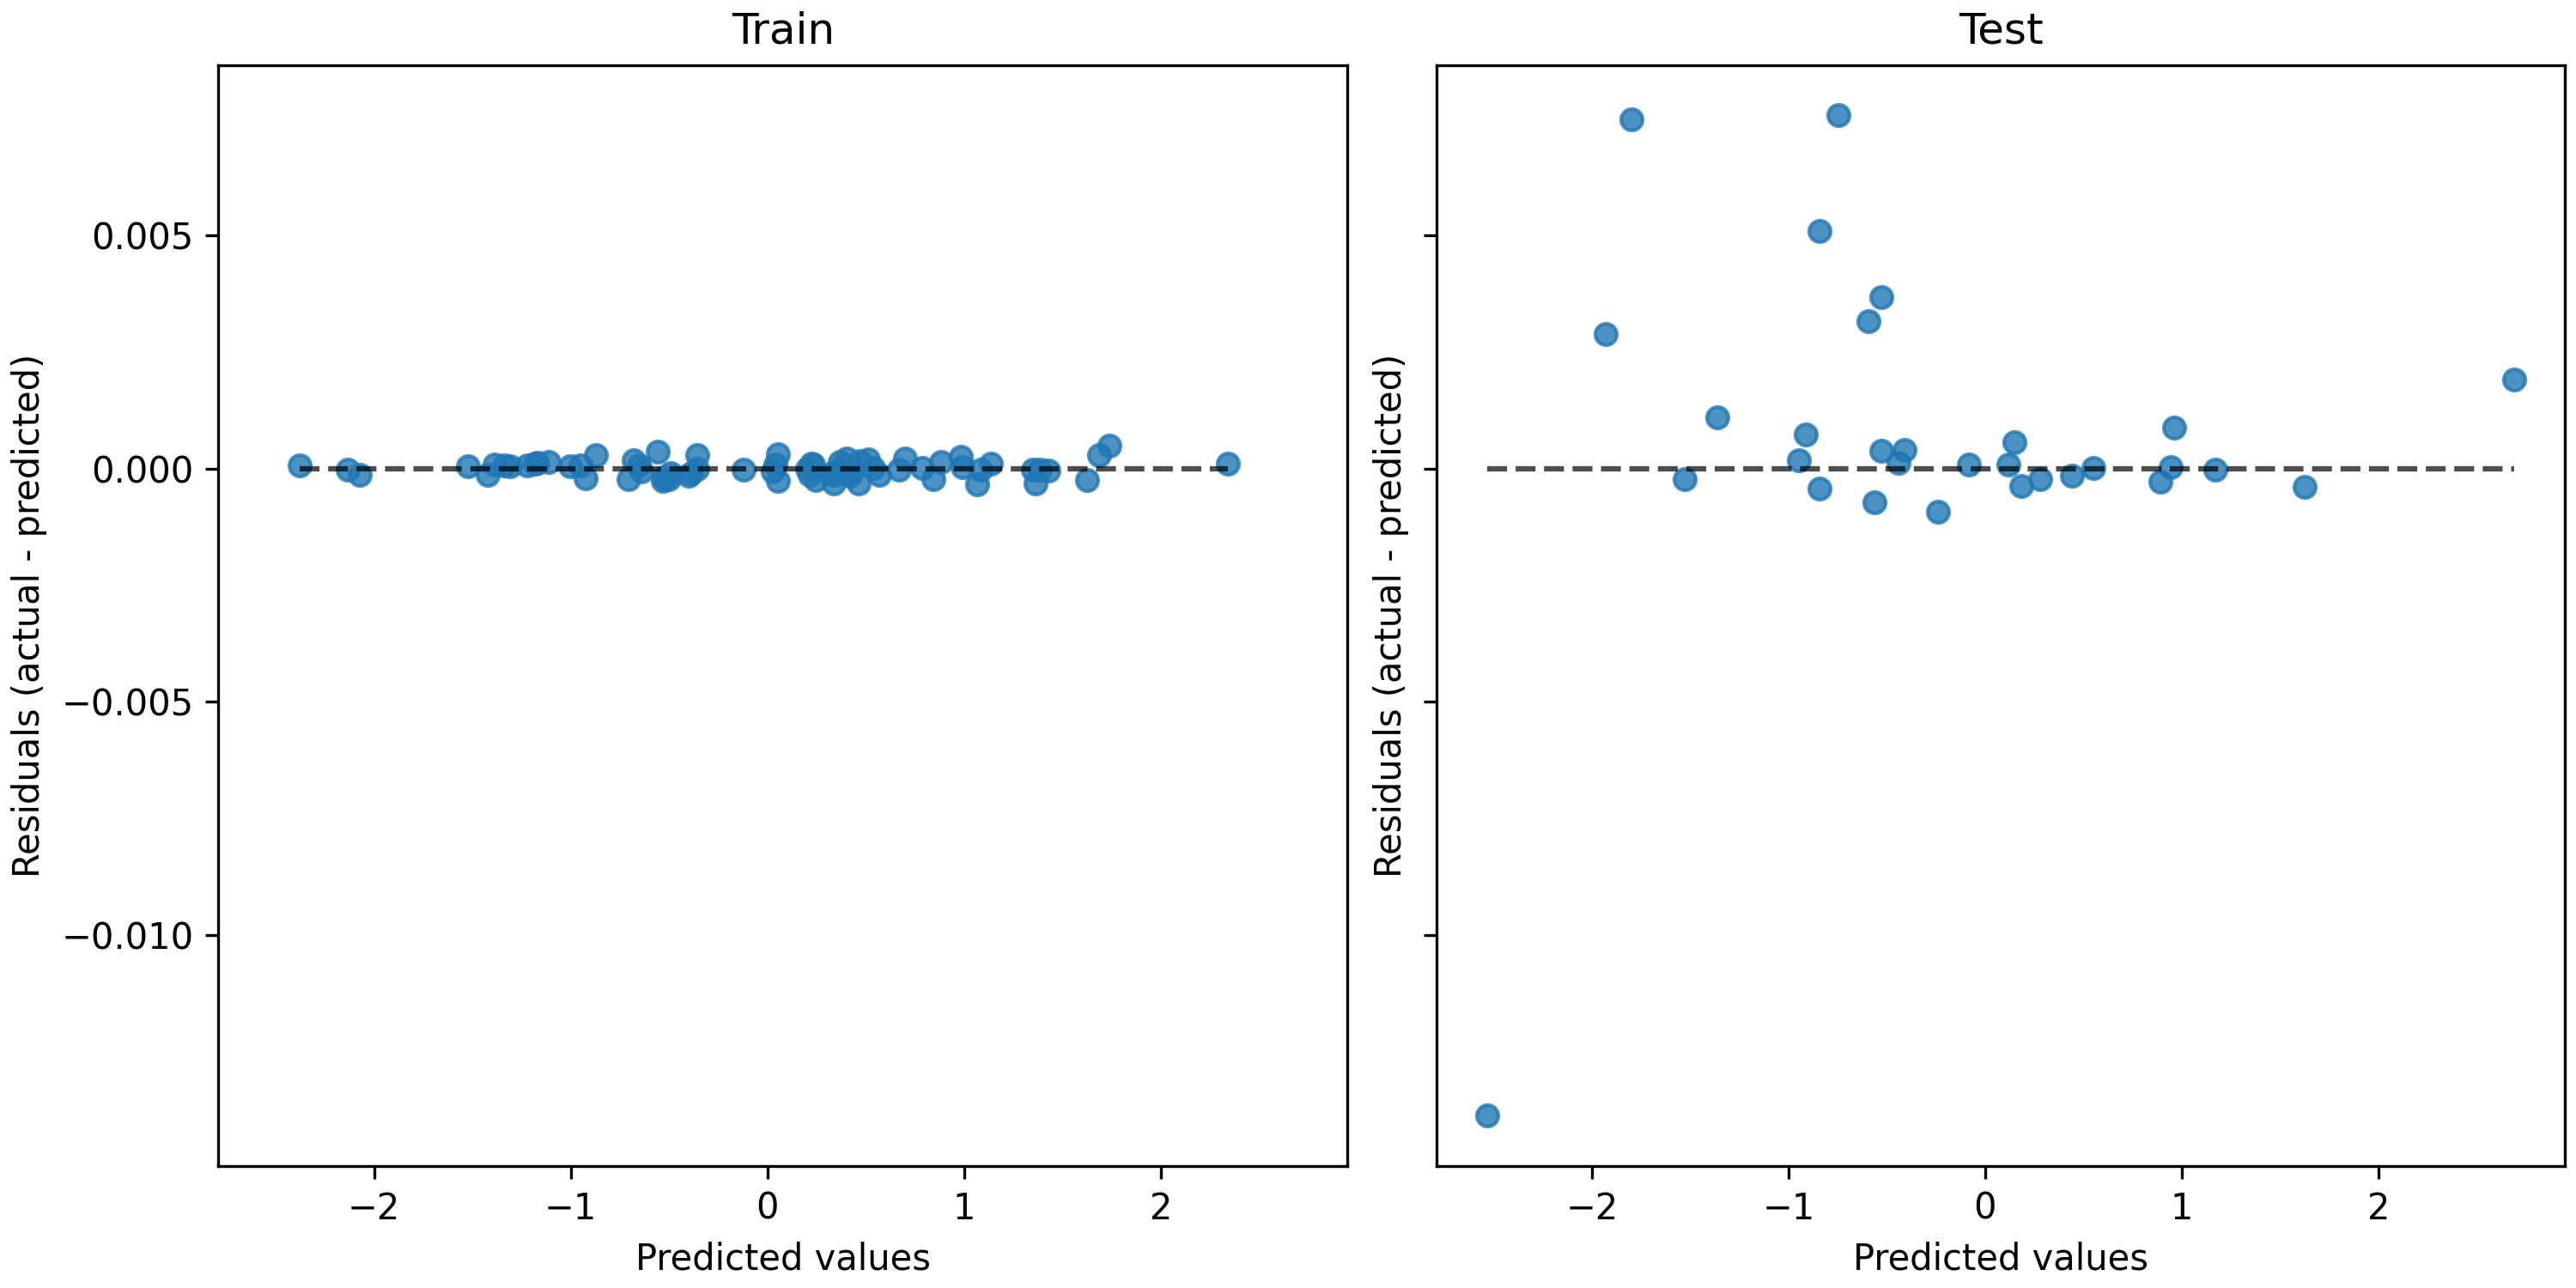 Train
Test
0.005
0.000
−0.005
−0.010
Residuals (actual - predicted)
Residuals (actual - predicted)
−2
−1
0
1
2
−2
−1
0
1
2
Predicted values
Predicted values